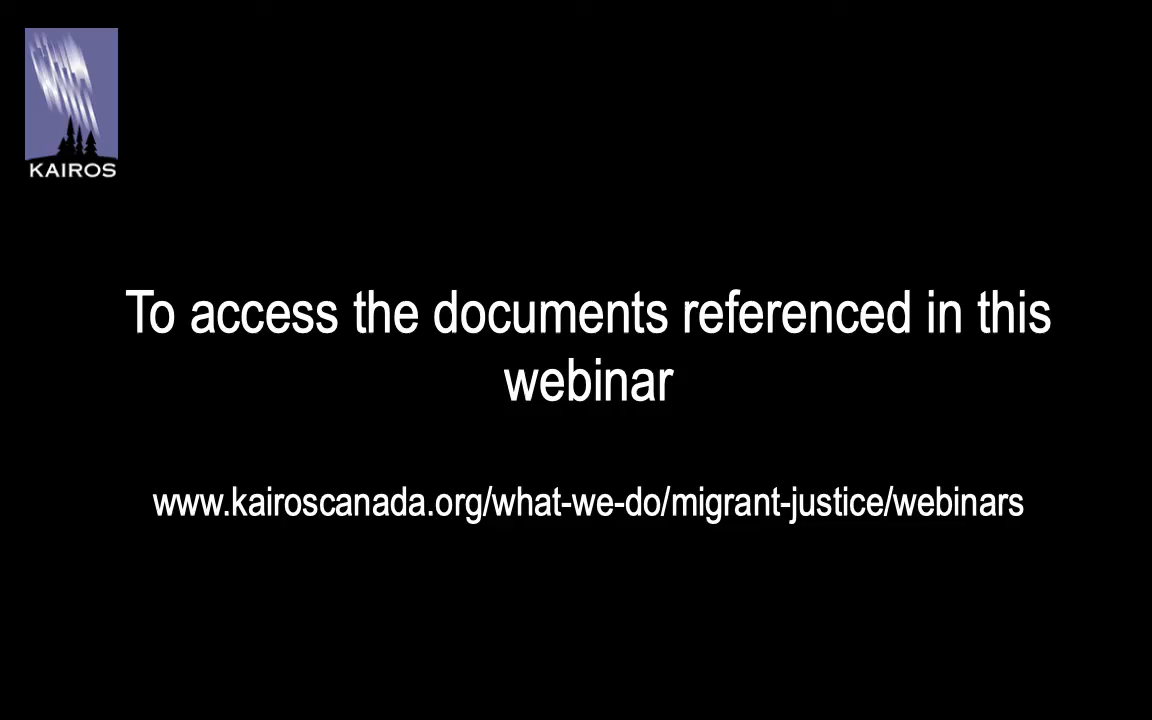 KAIROS
To access the documents referenced in this
webinar
www.kairoscanada.org/what-we-do/migrant-justice/webinars